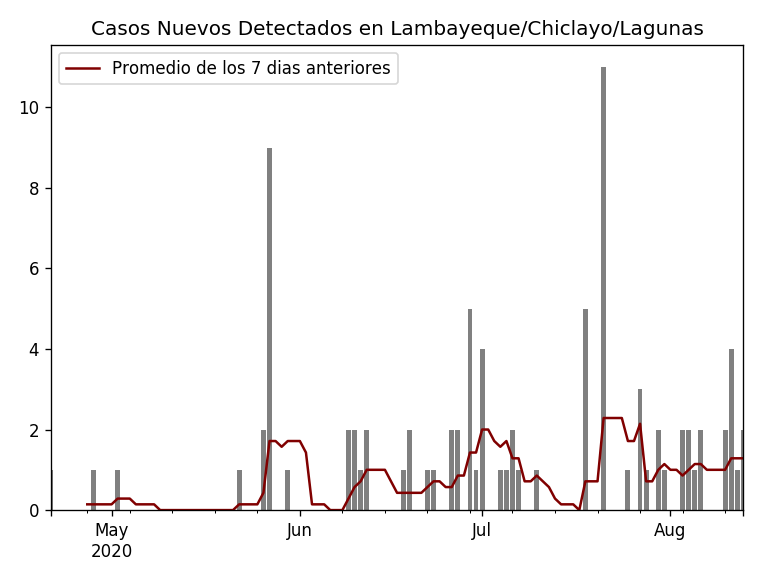 Casos Nuevos Detectados en Lambayeque/Chiclayo/Lagunas
Promedio de los 7 dias anteriores
10
8
6
4
2
0
May Jun Jul Aug
2020